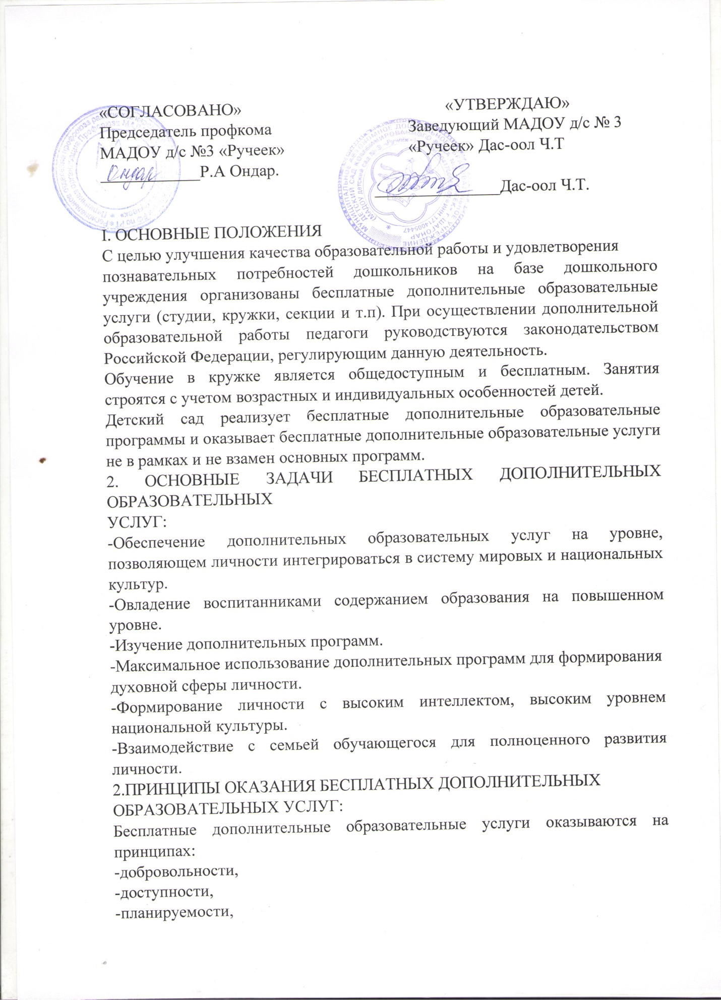 «СОГЛАСОВАНО»
Председатель профкома
МАДОУ д/с №3 «Ручеек»
Ондар
____________Р.А Ондар.
«УТВЕРЖДАЮ»
Заведующий МАДОУ д/с № 3
«Ручеек» Дас-оол Ч.Т
_______________Дас-оол Ч.Т.
I. ОСНОВНЫЕ ПОЛОЖЕНИЯ
С целью улучшения качества образовательной работы и удовлетворения
познавательных потребностей дошкольников на базе дошкольного
учреждения организованы бесплатные дополнительные образовательные
услуги (студии, кружки, секции и т.п). При осуществлении дополнительной
образовательной работы педагоги руководствуются законодательством
Российской Федерации, регулирующим данную деятельность.
Обучение в кружке является общедоступным и бесплатным. Занятия
строятся с учетом возрастных и индивидуальных особенностей детей.
Детский сад реализует бесплатные дополнительные образовательные
программы и оказывает бесплатные дополнительные образовательные услуги
не в рамках и не взамен основных программ.
2. ОСНОВНЫЕ ЗАДАЧИ БЕСПЛАТНЫХ ДОПОЛНИТЕЛЬНЫХ
ОБРАЗОВАТЕЛЬНЫХ
УСЛУГ:
-Обеспечение дополнительных образовательных услуг на уровне,
позволяющем личности интегрироваться в систему мировых и национальных
культур.
-Овладение воспитанниками содержанием образования на повышенном
уровне.
-Изучение дополнительных программ.
-Максимальное использование дополнительных программ для формирования
духовной сферы личности.
-Формирование личности с высоким интеллектом, высоким уровнем
национальной культуры.
-Взаимодействие с семьей обучающегося для полноценного развития
личности.
2.ПРИНЦИПЫ ОКАЗАНИЯ БЕСПЛАТНЫХ ДОПОЛНИТЕЛЬНЫХ
ОБРАЗОВАТЕЛЬНЫХ УСЛУГ:
Бесплатные дополнительные образовательные услуги оказываются на
принципах:
-добровольности,
-доступности,
-планируемости,